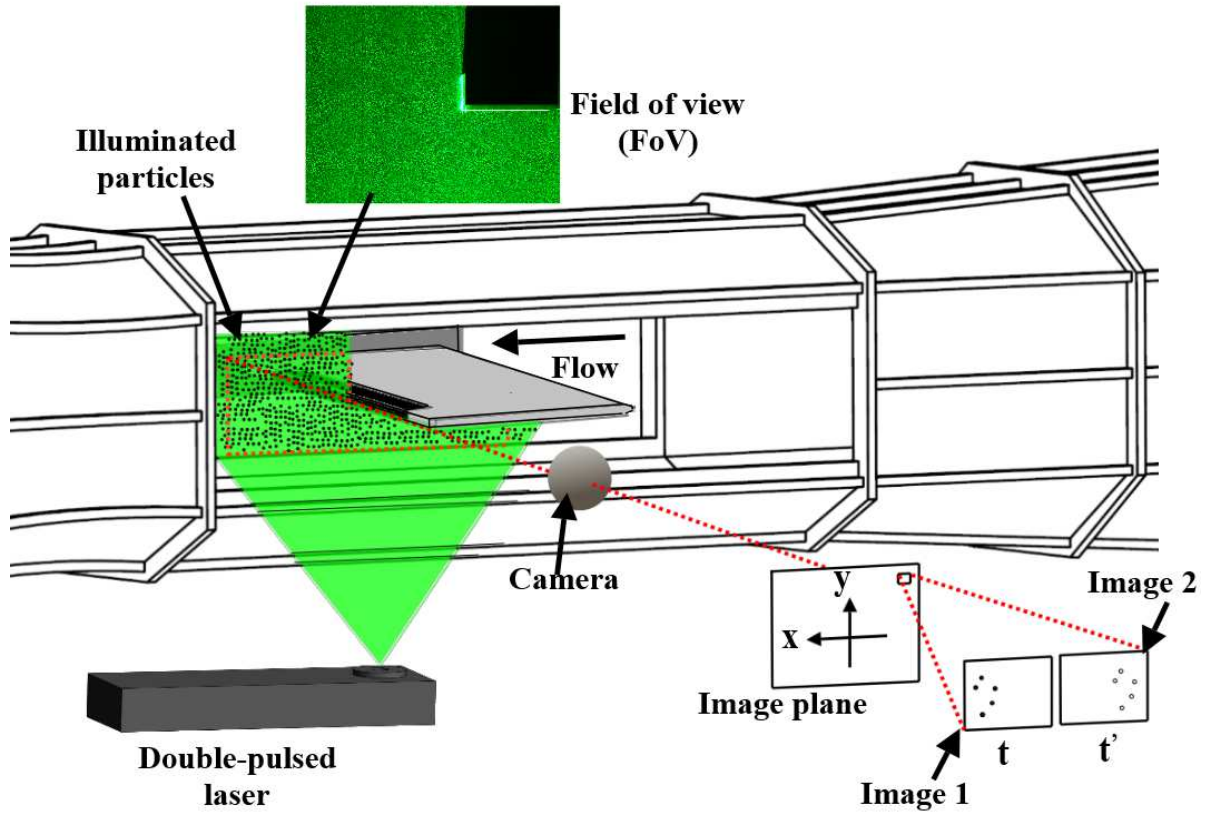 Field of view
(FoV)
Illuminated
particles
Flow
Camera
Image 2
y
x
Image plane
t
t’
Image 1
Double-pulsed
laser